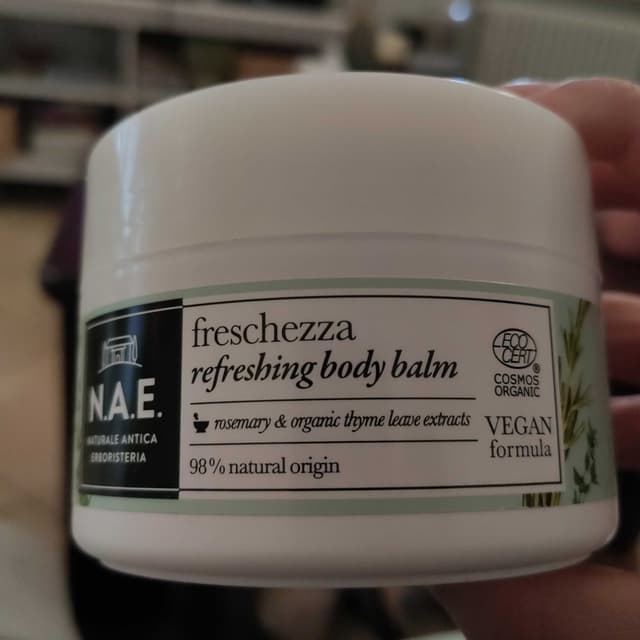 N.A.E.
NATURALE ANTICA
ERBORISTERIA
freschezza
refreshing body balm
rosemary & organic thyme leave extracts
98% natural origin
ECO
CERT
®
COSMOS
ORGANIC
VEGAN
formula